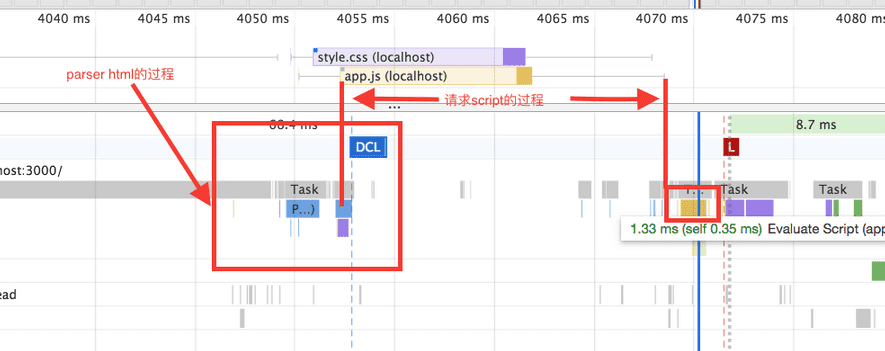 4040 ms 4045 ms 4050 ms 4055 ms 4060 ms 4065 ms 4070 ms 4075 ms 4080 ms
style.css (localhost)
parser html的过程
app.js (localhost)
请求script的过程
...
8.7 ms
DCL
L
host:3000/
Task T... Task Task
P...)
1.33 ms (self 0.35 ms) Evaluate Script (app
ead